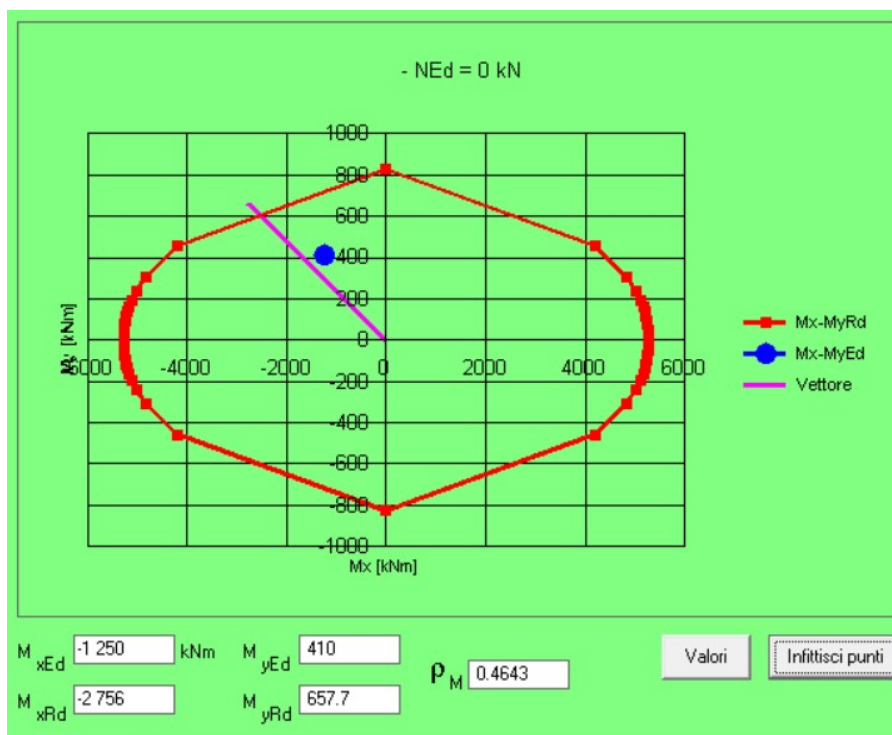 - NEd = 0 kN
1000
800
600
400
200
0
-200
-400
-600
-800
-1000
-4000
-2000
0
2000
4000
6000
Mx [kNm]
Mx-MyRd
Mx-MyEd
Vettore
M xEd -1 250 kNm M yEd 410
M xRd -2 756 M yRd 657.7
ρ M 0.4643
Valori
Infittisci punti